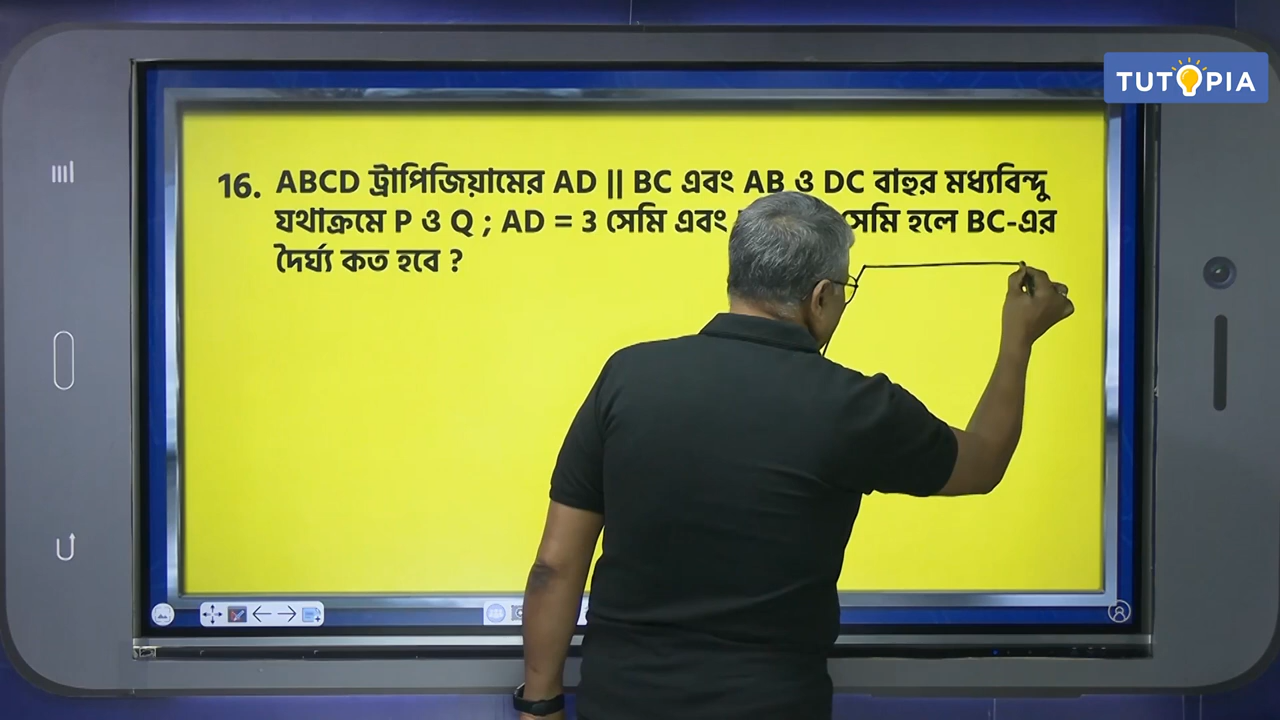 TUTOPIA
16. ABCD ট্রাপিজিয়ামের AD || BC এবং AB ও DC বাহুর মধ্যবিন্দু
যথাক্রমে P ও Q ; AD = 3 সেমি এবং সেমি হলে BC-এর
দৈর্ঘ্য কত হবে ?